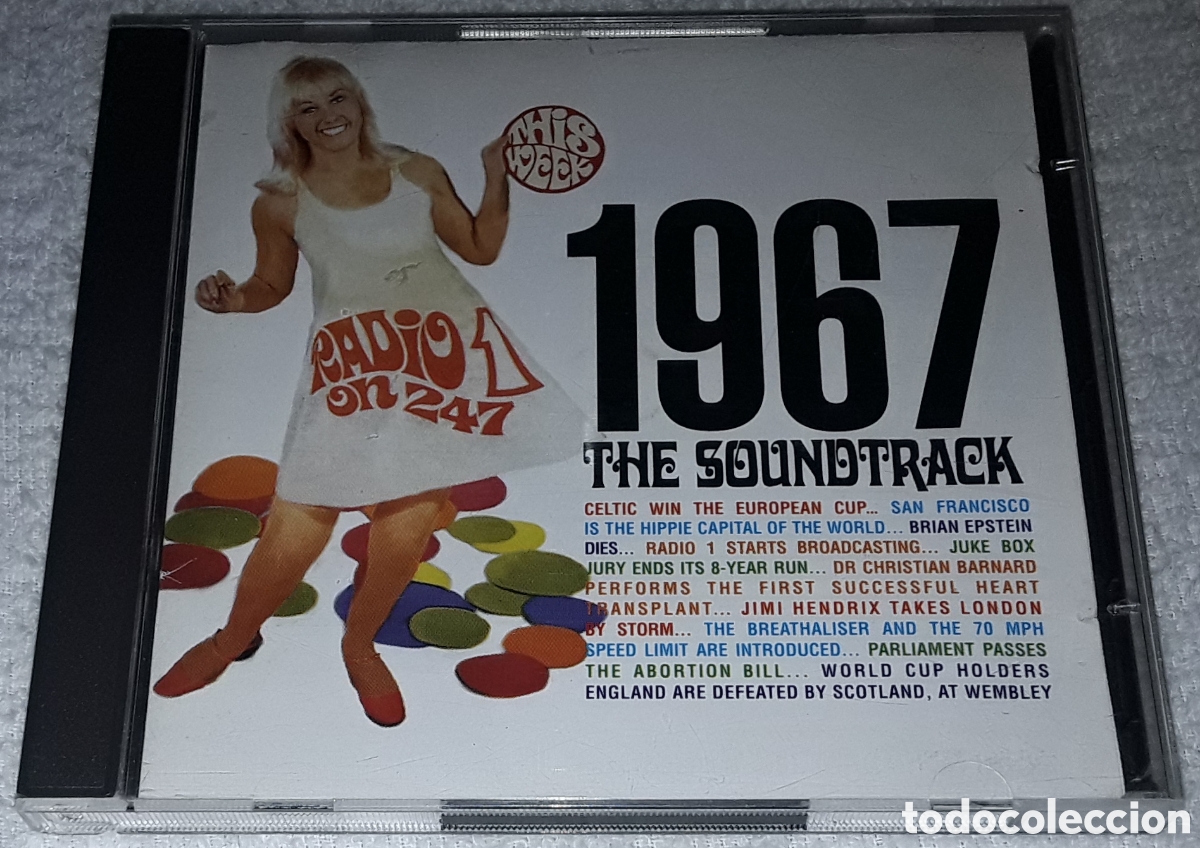 THIS
WEEK
1967
RADIO 1
ON 247
THE SOUNDTRACK
CELTIC WIN THE EUROPEAN CUP... SAN FRANCISCO
IS THE HIPPIE CAPITAL OF THE WORLD... BRIAN EPSTEIN
DIES... RADIO 1 STARTS BROADCASTING... JUKE BOX
JURY ENDS ITS 8-YEAR RUN... DR CHRISTIAN BARNARD
PERFORMS THE FIRST SUCCESSFUL HEART
TRANSPLANT... JIMI HENDRIX TAKES LONDON
BY STORM... THE BREATHALISER AND THE 70 MPH
SPEED LIMIT ARE INTRODUCED... PARLIAMENT PASSES
THE ABORTION BILL... WORLD CUP HOLDERS
ENGLAND ARE DEFEATED BY SCOTLAND, AT WEMBLEY
todocoleccion